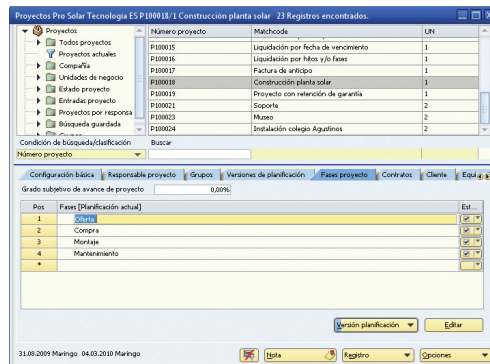 Proyectos Pro Solar Tecnologia ES P100018/1 Construcción planta solar 23 Registros encontrados.
Proyectos
Todos proyectos
Proyectos actuales
Compañía
Unidades de negocio
Estado proyecto
Entradas proyecto
Proyectos por responsa
Búsqueda guardada
Número proyecto Matchcode UN
P100015 Liquidación por fecha de vencimiento 1
P100016 Liquidación por hitos y/o fases 1
P100017 Factura de anticipo 1
P100018 Construcción planta solar 1
P100019 Proyecto con retención de garantía 1
P100021 Soporte 2
P100023 Museo 2
P100024 Instalación colegio Agustinos 2
Condición de búsqueda/clasificación Buscar
Número proyecto
Configuración básica Responsable proyecto Grupos Versiones de planificación Fases proyecto Contratos Cliente Equi
Grado subjetivo de avance de proyecto 0,00%
Pos Fases [Planificación actual] Est...
1 Oferta
2 Compra
3 Montaje
4 Mantenimiento
*
Versión planificación Editar
31.08.2009 Maringo 04.03.2010 Maringo Nota Registro Opciones